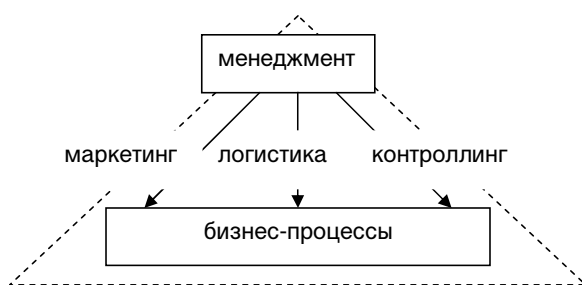 менеджмент
маркетинг логистика контроллинг
бизнес-процессы